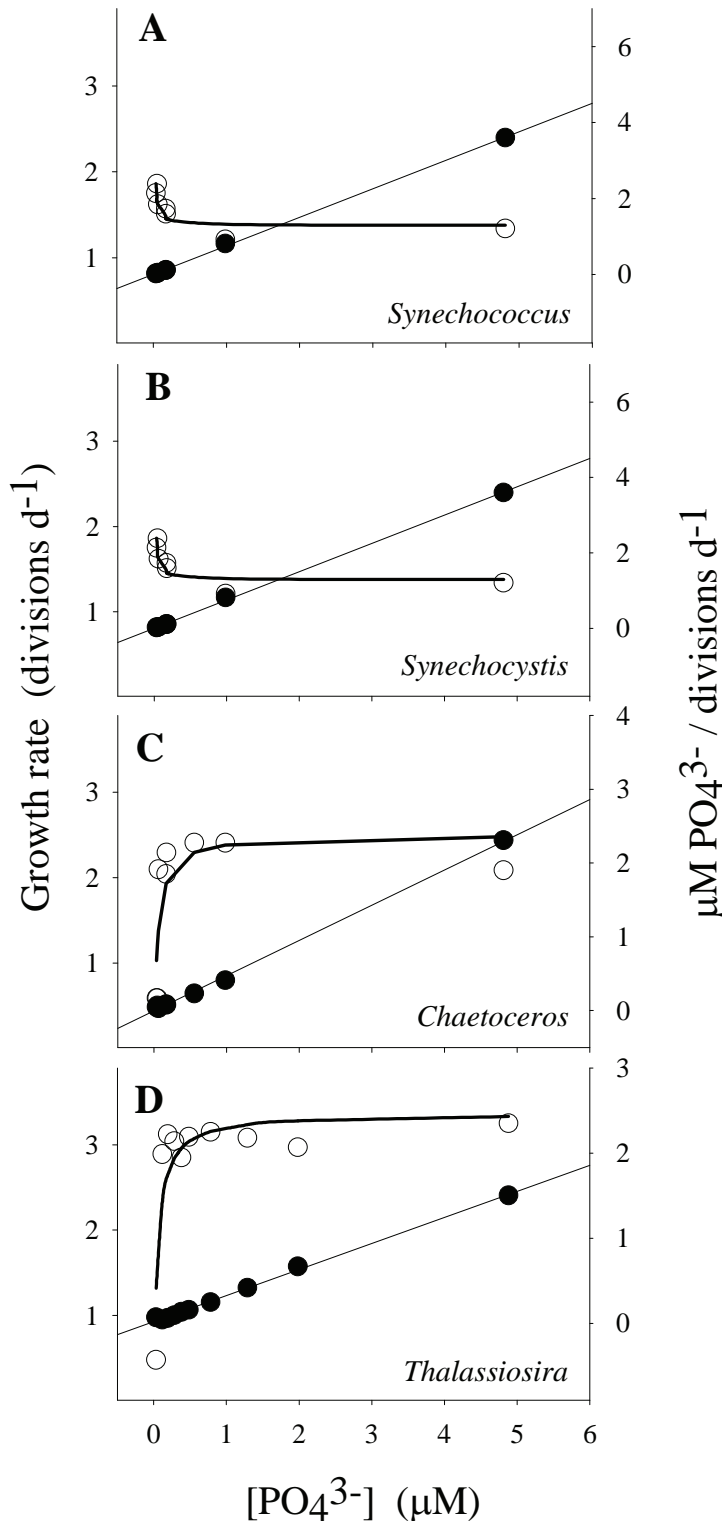 A
3
2
1
6
4
2
0
Synechococcus
B
3
2
1
6
4
2
0
Synechocystis
C
3
2
1
4
3
2
1
0
Chaetoceros
D
3
2
1
3
2
1
0
Thalassiosira
0 1 2 3 4 5 6
[PO4³⁻] (μM)
Growth rate (divisions d⁻¹)
μM PO4³⁻ / divisions d⁻¹